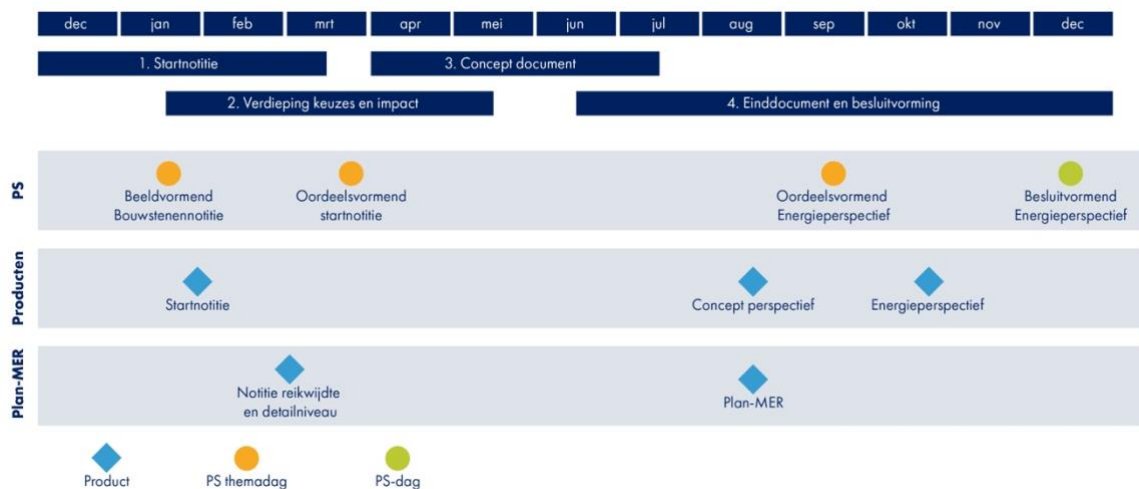 dec jan feb mrt apr mei jun jul aug sep okt nov dec
1. Startnotitie 3. Concept document
2. Verdieping keuzes en impact 4. Einddocument en besluitvorming
PS
Beeldvormend Oordeelsvormend Oordeelsvormend Besluitvormend
Bouwstenennotitie startnotitie Energieperspectief Energieperspectief
Producten
Startnotitie Concept perspectief Energieperspectief
Plan-MER
Notitie reikwijdte
en detailniveau Plan-MER
Product PS themadag PS-dag